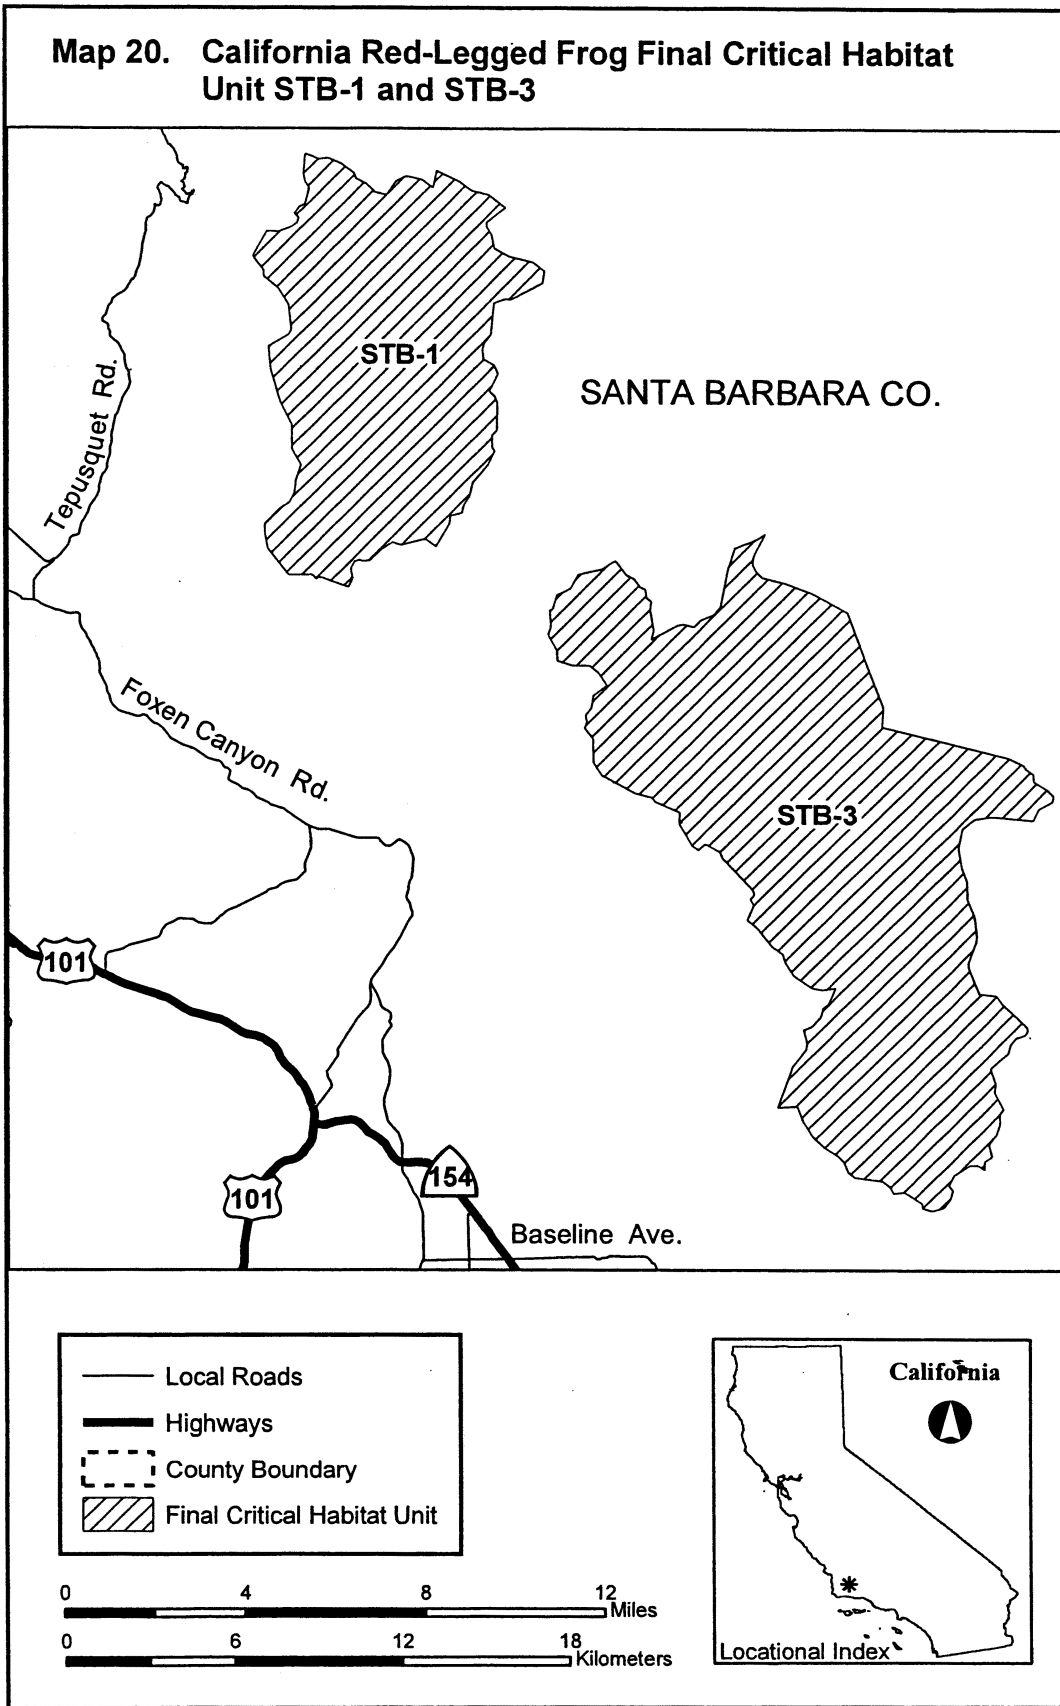 Map 20. California Red-Legged Frog Final Critical Habitat
Unit STB-1 and STB-3
STB-1
SANTA BARBARA CO.
Tepusquet Rd.
Foxen Canyon Rd.
STB-3
101
101
154
Baseline Ave.
Local Roads
Highways
County Boundary
Final Critical Habitat Unit
0 4 8 12
Miles
0 6 12 18
Kilometers
California
Locational Index